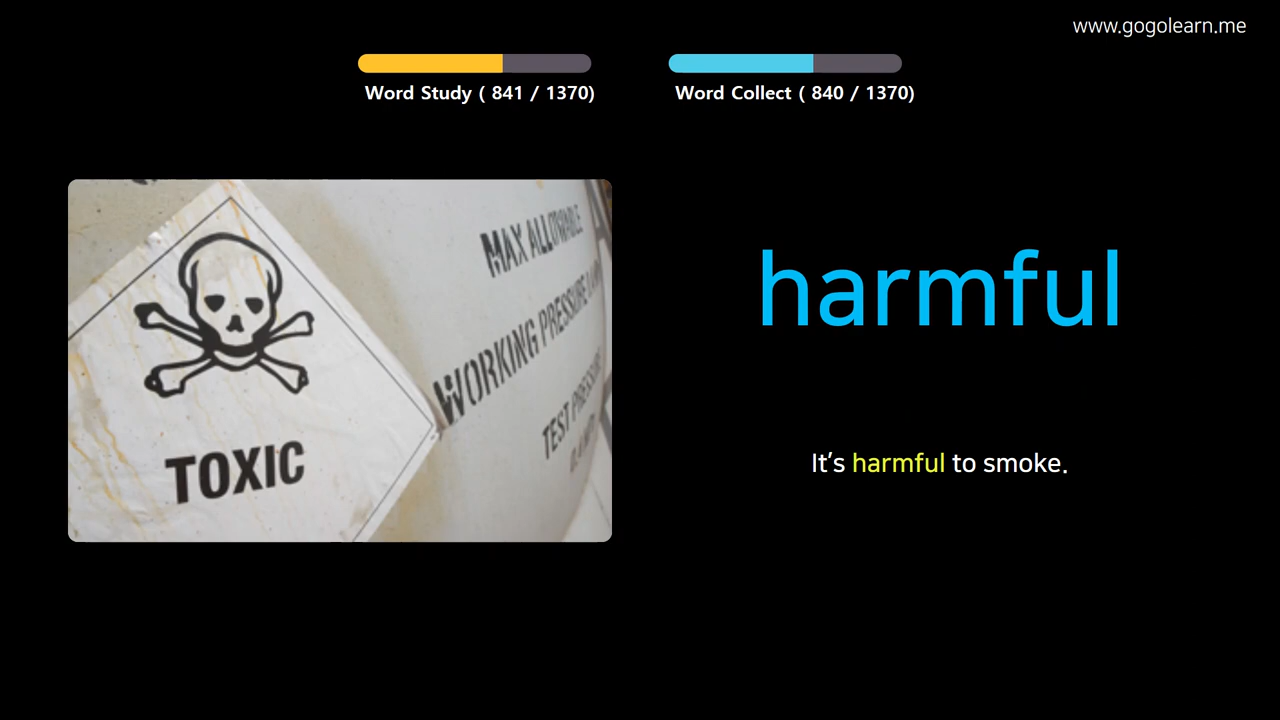 www.gogolearn.me
Word Study ( 841 / 1370)
Word Collect ( 840 / 1370)
MAX ALLOWABLE
WORKING PRESSURE
TEST PRESSURE
TOXIC
harmful
It’s harmful to smoke.